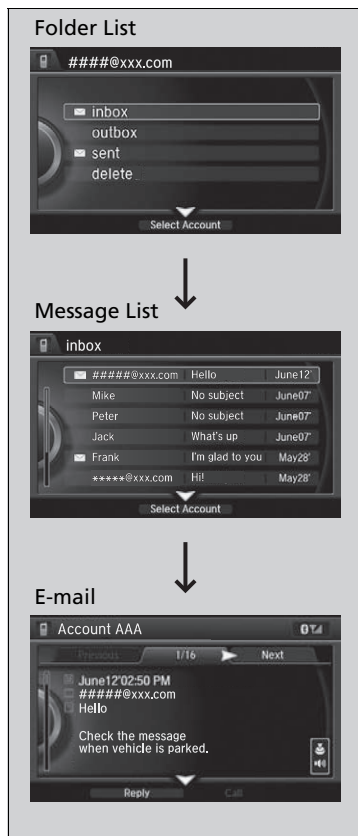 Folder List
####@xxx.com
inbox
outbox
sent
delete
Select Account
Message List
inbox
#####@xxx.com Hello June12'
Mike No subject June07'
Peter No subject June07'
Jack What's up June07'
Frank I'm glad to you May28'
*****@xxx.com Hi! May28'
Select Account
E-mail
Account AAA
Previous 1/16 Next
June12'02:50 PM
#####@xxx.com
Hello
Check the message
when vehicle is parked.
Reply Call